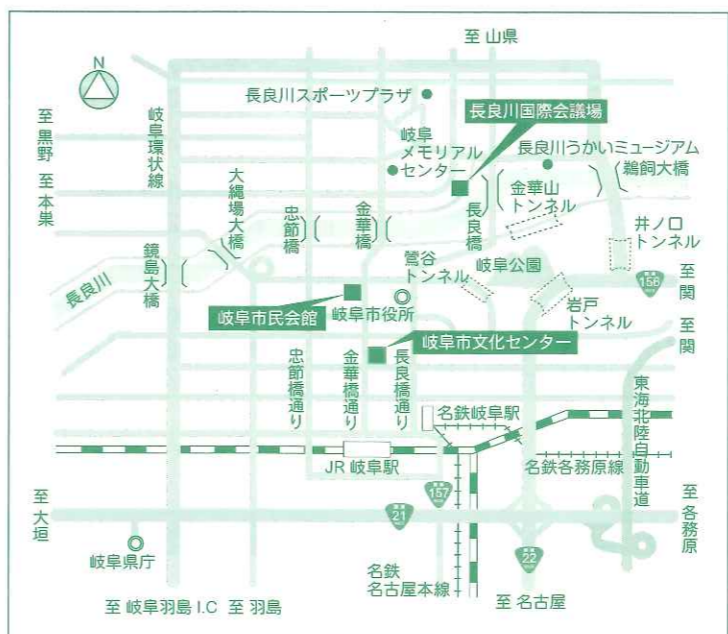 至 山県
N
長良川スポーツプラザ
長良川国際会議場
至 黒野
至 本巣
岐阜環状線
岐阜
メモリアル
センター
長良川うかいミュージアム
鵜飼大橋
大縄場大橋
忠節橋
金華橋
長良橋
金華山
トンネル
井ノ口
トンネル
鏡島大橋
長良川
鶯谷
トンネル
岐阜公園
156
至 関
岐阜市民会館
岐阜市役所
岩戸
トンネル
至 関
岐阜市文化センター
忠節橋通り
金華橋通り
長良橋通り
名鉄岐阜駅
東海北陸自動車道
JR 岐阜駅
名鉄各務原線
157
至 大垣
21
至 各務原
22
岐阜県庁
名鉄
名古屋本線
至 岐阜羽島 I.C
至 羽島
至 名古屋